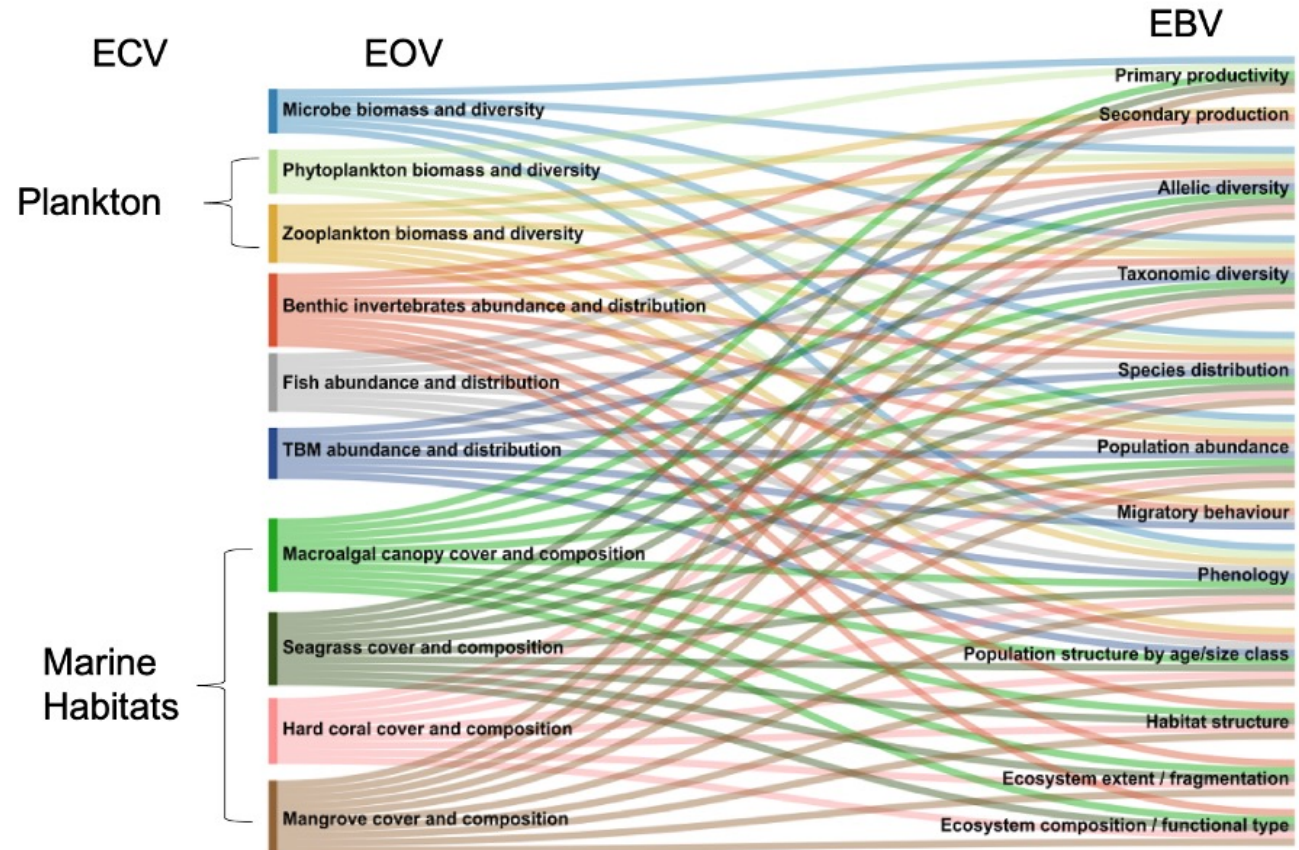 ECV
EOV
EBV
Plankton
Marine
Habitats
Microbe biomass and diversity
Phytoplankton biomass and diversity
Zooplankton biomass and diversity
Benthic invertebrates abundance and distribution
Fish abundance and distribution
TBM abundance and distribution
Macroalgal canopy cover and composition
Seagrass cover and composition
Hard coral cover and composition
Mangrove cover and composition
Primary productivity
Secondary production
Allelic diversity
Taxonomic diversity
Species distribution
Population abundance
Migratory behaviour
Phenology
Population structure by age/size class
Habitat structure
Ecosystem extent / fragmentation
Ecosystem composition / functional type